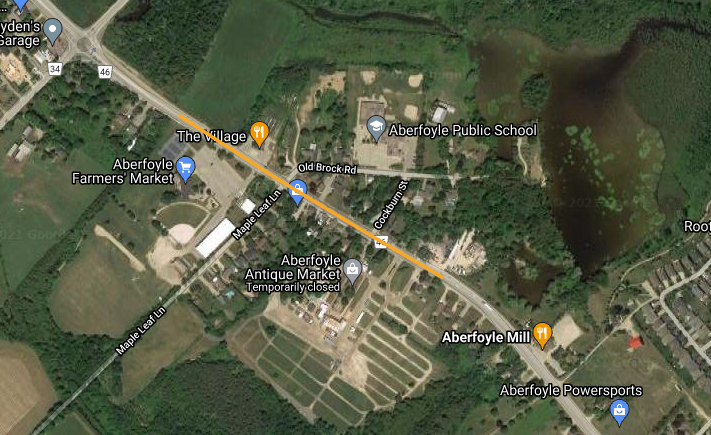 yden's
Garage
34
46
The Village
Aberfoyle Public School
Aberfoyle
Farmers' Market
Old Brock Rd
Maple Leaf Ln
Cockburn St
Aberfoyle
Antique Market
Temporarily closed
Root
Maple Leaf Ln
Aberfoyle Mill
Aberfoyle Powersports